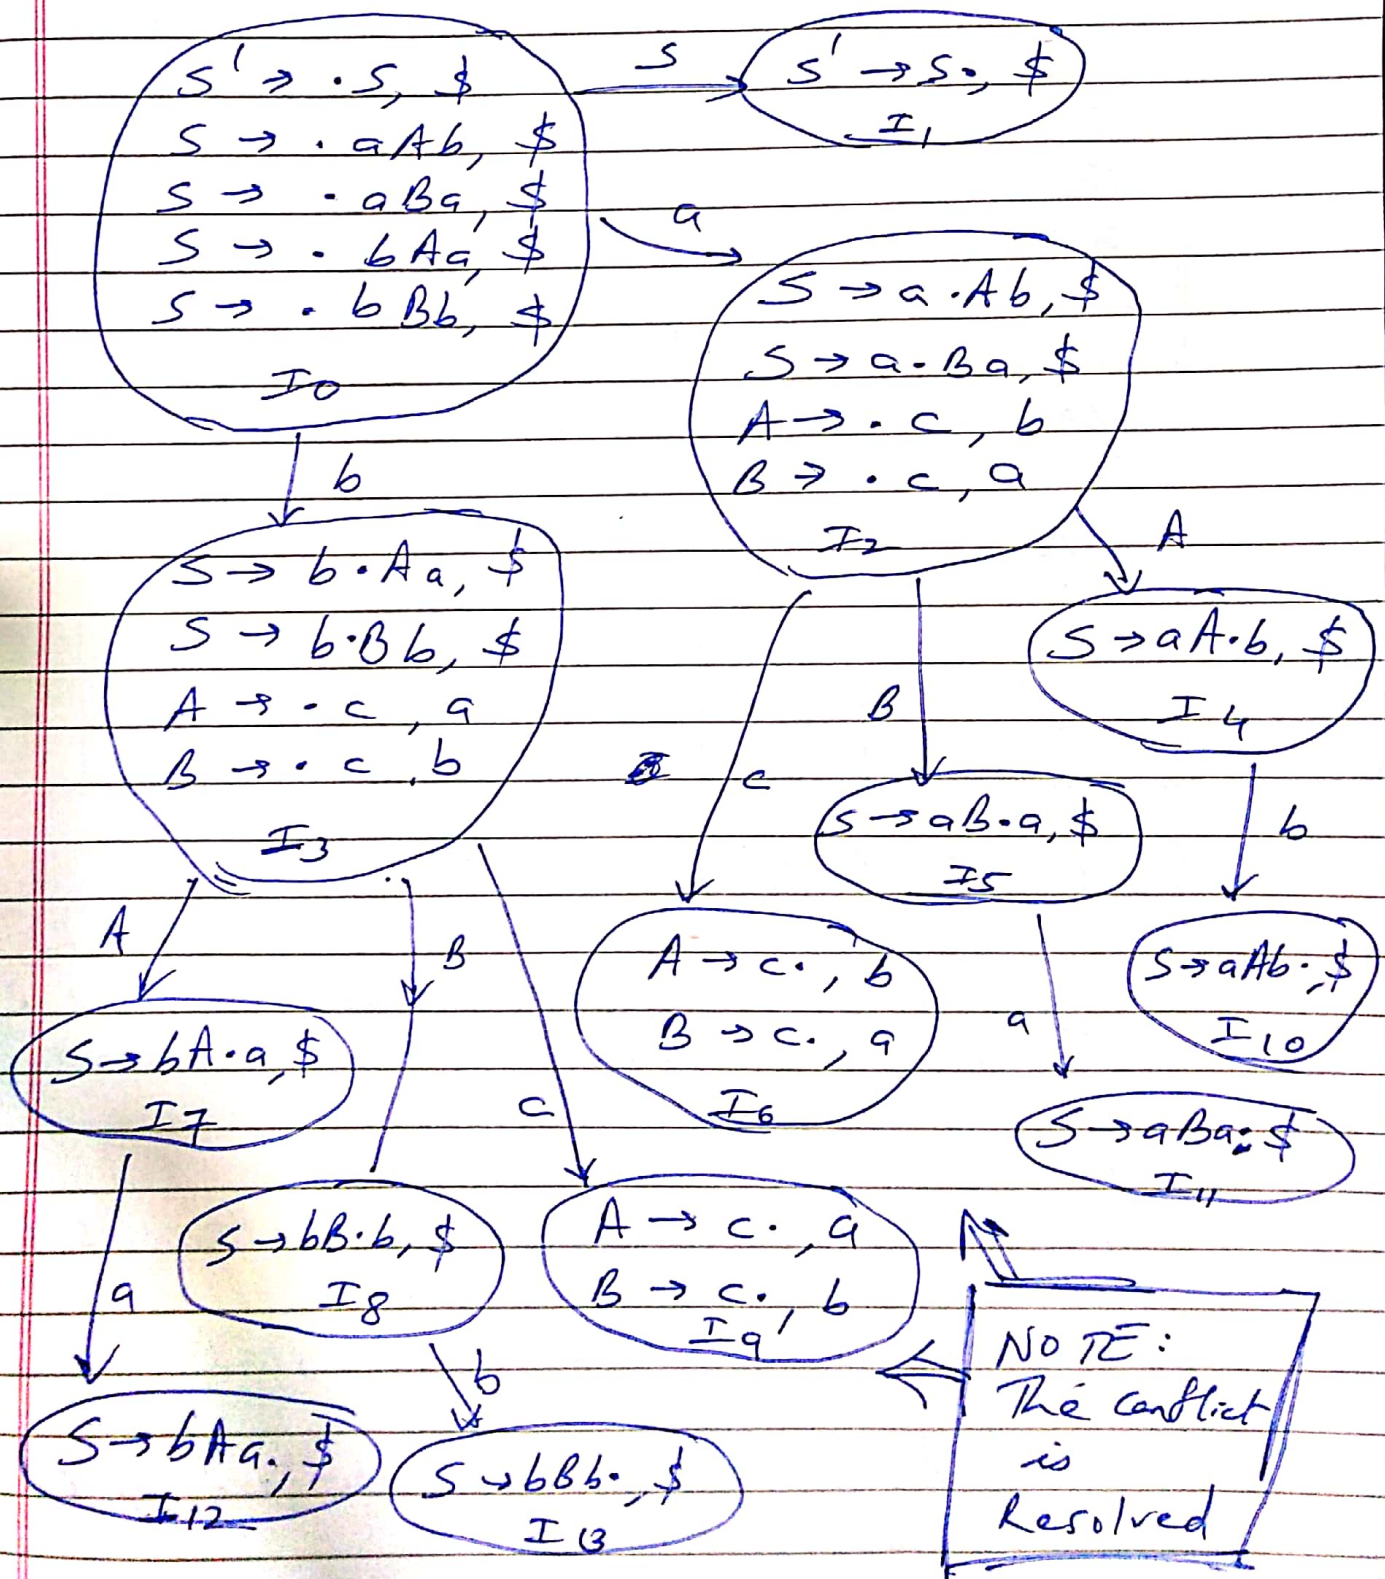 S' → ·S, $
S → ·aAb, $
S → ·aBa, $
S → ·bAa, $
S → ·bBb, $
I0
S
S' → S·, $
I1
a
S → a·Ab, $
S → a·Ba, $
A → ·c, b
B → ·c, a
I2
b
S → b·Aa, $
S → b·Bb, $
A → ·c, a
B → ·c, b
I3
A
S → aA·b, $
I4
B
S → aB·a, $
I5
c
A → c·, b
B → c·, a
I6
b
S → aAb·, $
I10
a
S → aBa·, $
I11
A
S → bA·a, $
I7
B
S → bB·b, $
I8
c
A → c·, a
B → c·, b
I9
a
S → bAa·, $
I12
b
S → bBb·, $
I13
NOTE:
The conflict
is
Resolved